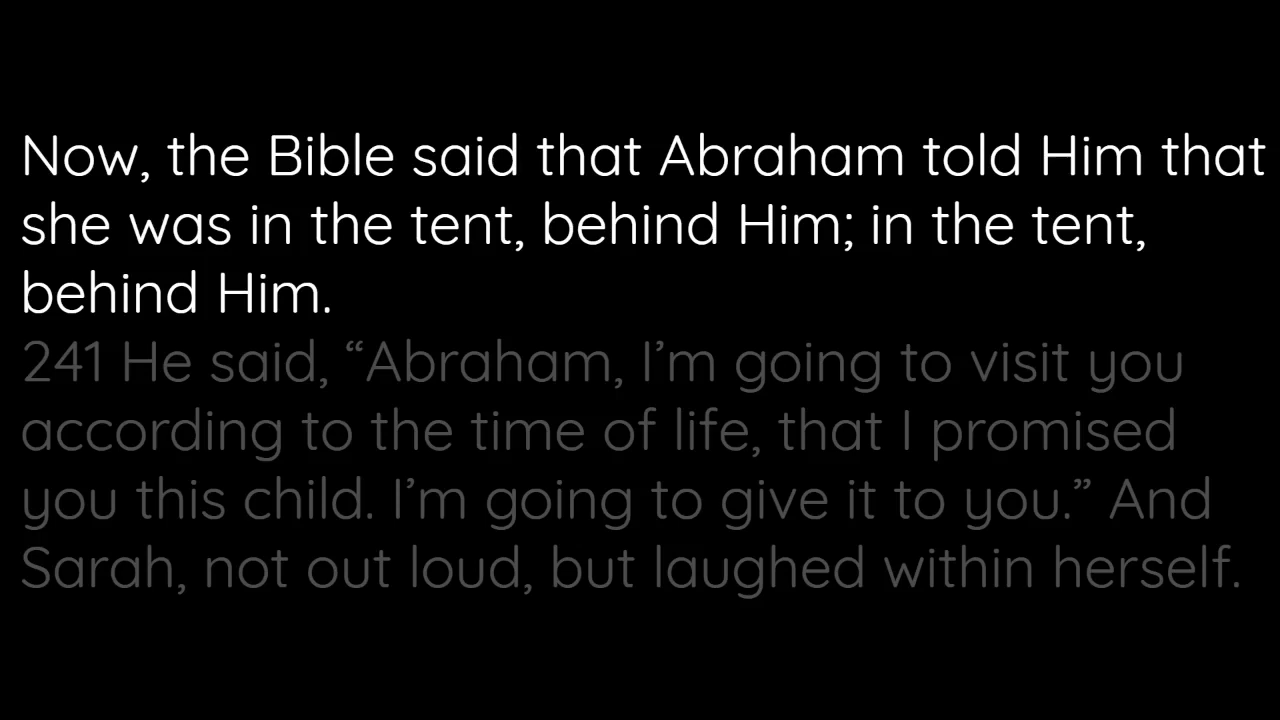 Now, the Bible said that Abraham told Him that
she was in the tent, behind Him; in the tent,
behind Him.
241 He said, “Abraham, I’m going to visit you
according to the time of life, that I promised
you this child. I’m going to give it to you.” And
Sarah, not out loud, but laughed within herself.